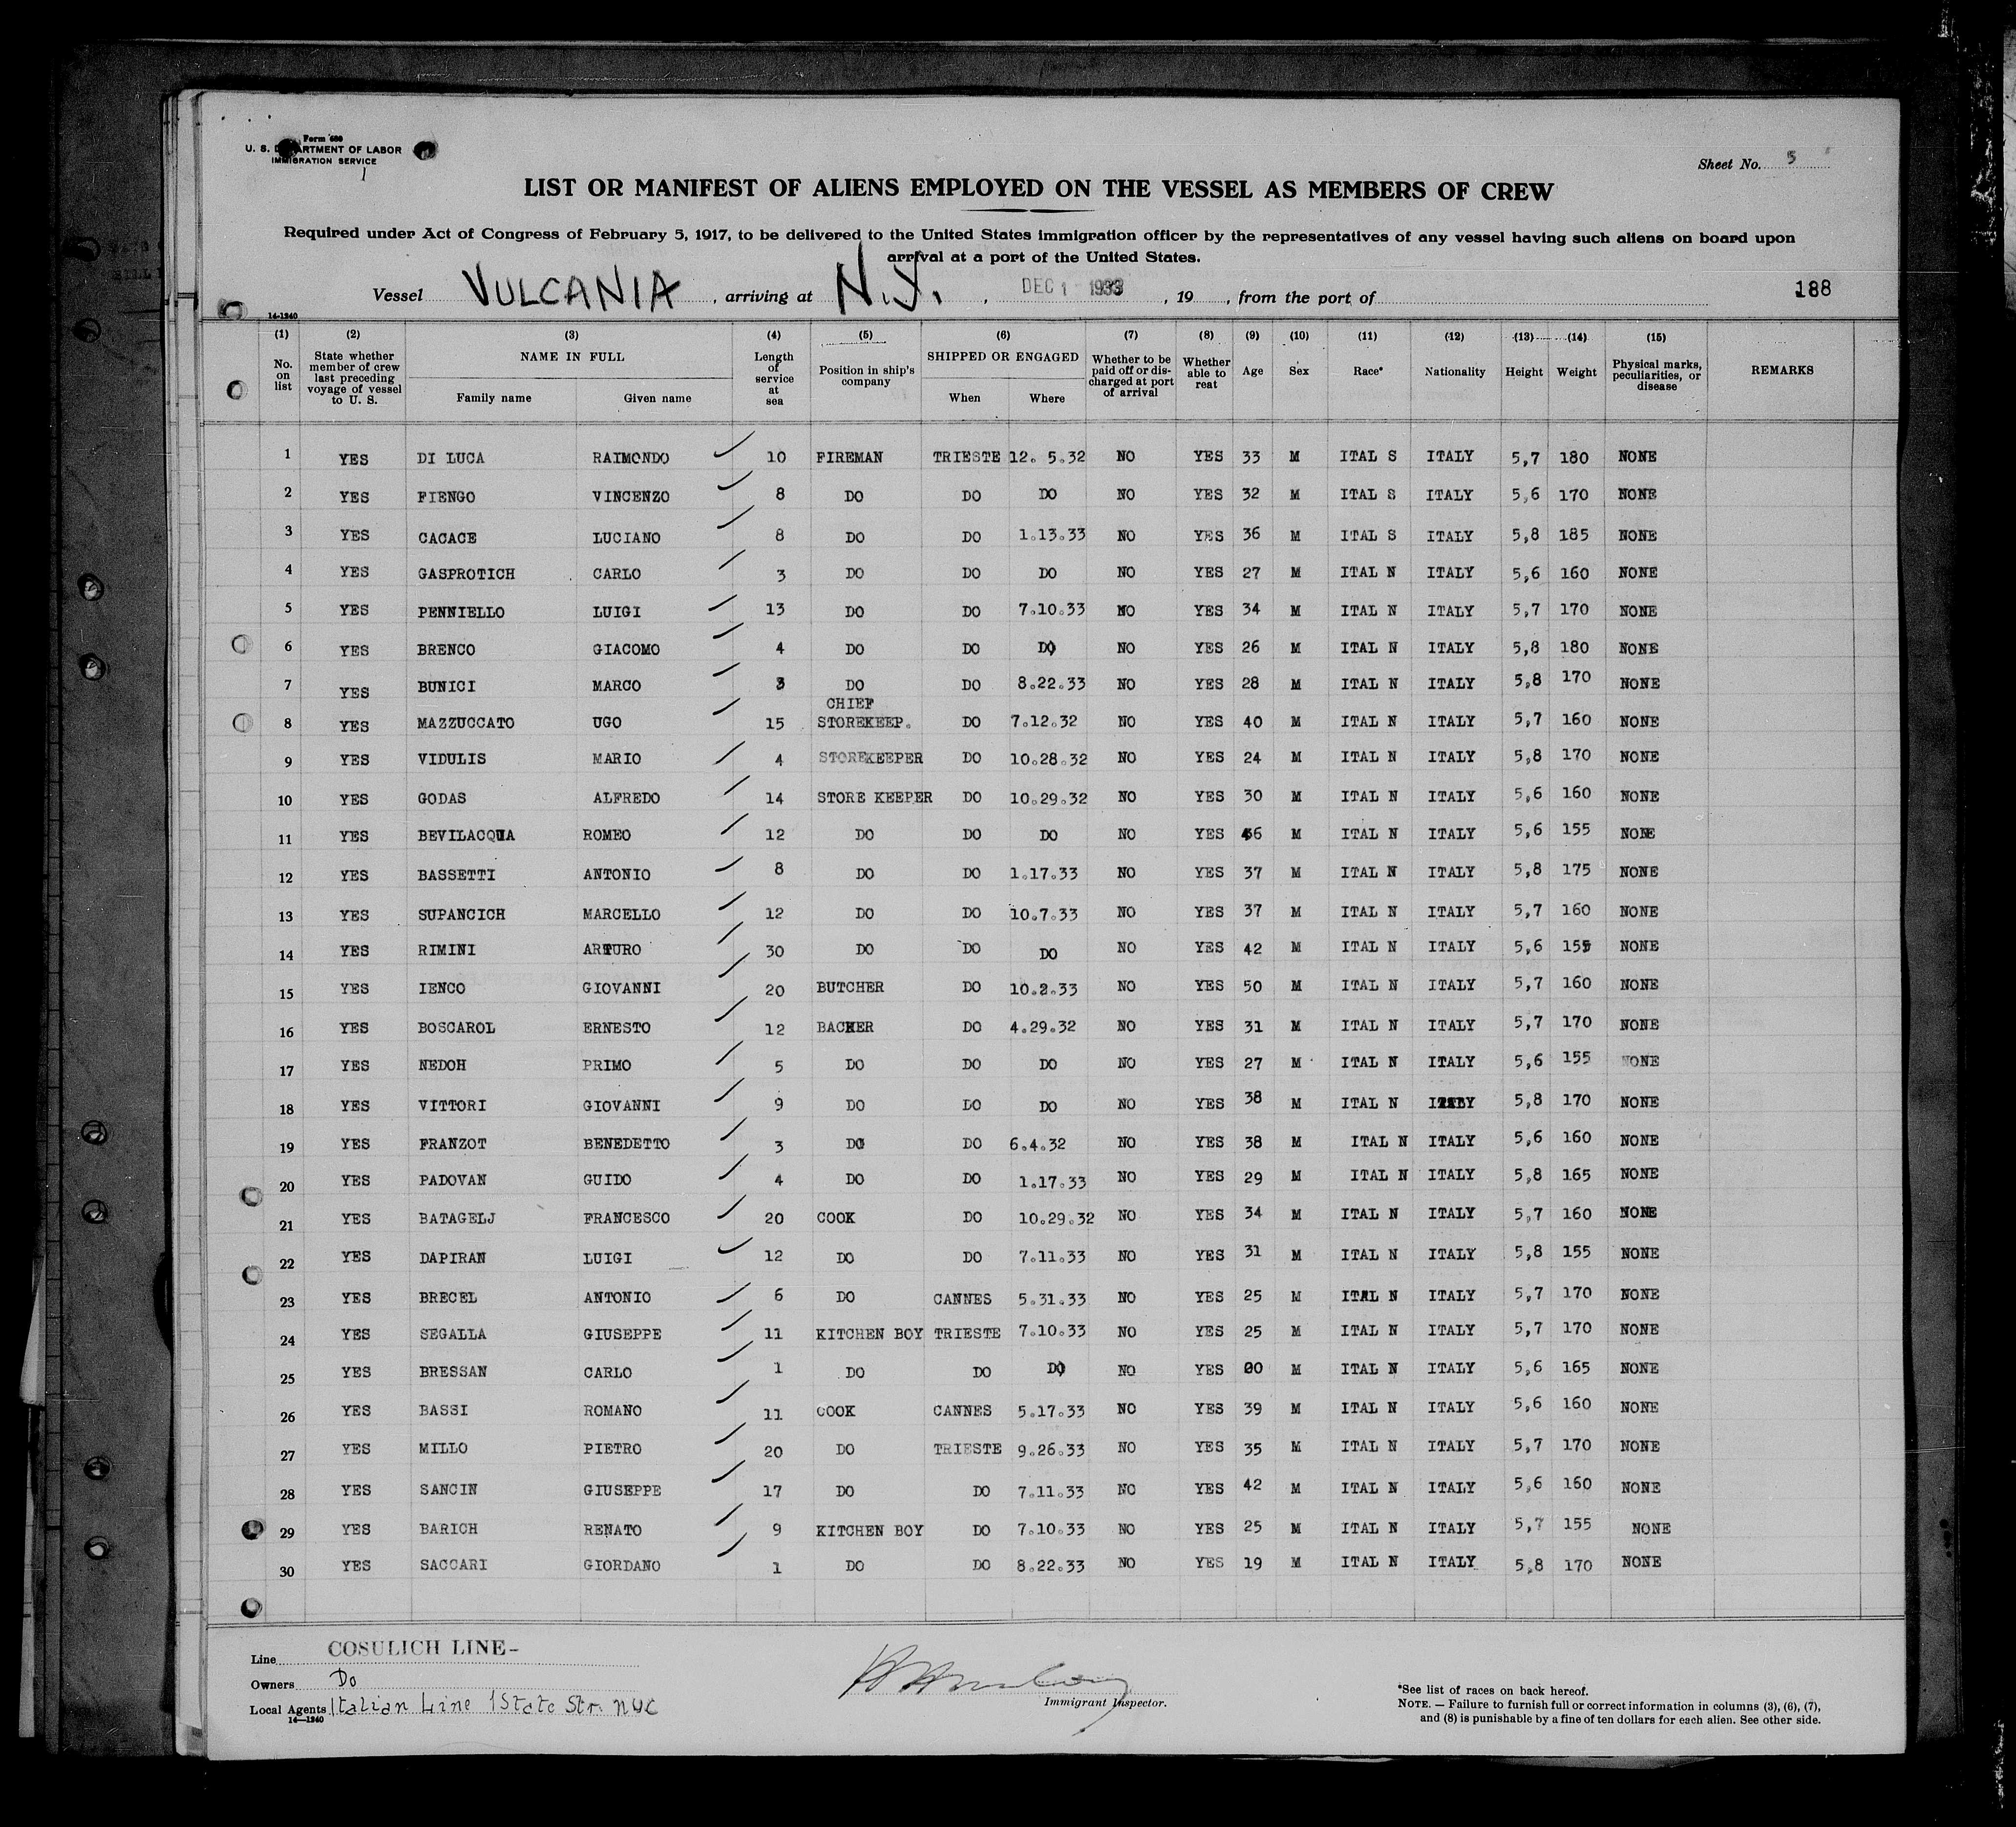 Form 680
U. S. DEPARTMENT OF LABOR
IMMIGRATION SERVICE
Sheet No. 5
LIST OR MANIFEST OF ALIENS EMPLOYED ON THE VESSEL AS MEMBERS OF CREW
Required under Act of Congress of February 5, 1917, to be delivered to the United States immigration officer by the representatives of any vessel having such aliens on board upon
arrival at a port of the United States.
Vessel VULCANIA, arriving at N.Y., DEC 1 1933, 19 , from the port of 188
14-1240
(1) (2) (3) (4) (5) (6) (7) (8) (9) (10) (11) (12) (13) (14) (15)
No. on list State whether member of crew last preceding voyage of vessel to U. S. NAME IN FULL Family name Given name Length of service at sea Position in ship's company SHIPPED OR ENGAGED When Where Whether to be paid off or discharged at port of arrival Whether able to reat Age Sex Race* Nationality Height Weight Physical marks, peculiarities, or disease REMARKS
1 YES DI LUCA RAIMONDO 10 FIREMAN TRIESTE 12. 5.32 NO YES 33 M ITAL S ITALY 5,7 180 NONE
2 YES FIENGO VINCENZO 8 DO DO DO NO YES 32 M ITAL S ITALY 5,6 170 NONE
3 YES CACACE LUCIANO 8 DO DO 1.13.33 NO YES 36 M ITAL S ITALY 5,8 185 NONE
4 YES GASPROTICH CARLO 3 DO DO DO NO YES 27 M ITAL N ITALY 5,6 160 NONE
5 YES PENNIELLO LUIGI 13 DO DO 7.10.33 NO YES 34 M ITAL N ITALY 5,7 170 NONE
6 YES BRENCO GIACOMO 4 DO DO DO NO YES 26 M ITAL N ITALY 5,8 180 NONE
7 YES BUNICI MARCO 3 DO DO 8.22.33 NO YES 28 M ITAL N ITALY 5,8 170 NONE
8 YES MAZZUCCATO UGO 15 CHIEF STOREKEEP. DO 7.12.32 NO YES 40 M ITAL N ITALY 5,7 160 NONE
9 YES VIDULIS MARIO 4 STOREKEEPER DO 10.28.32 NO YES 24 M ITAL N ITALY 5,8 170 NONE
10 YES GODAS ALFREDO 14 STORE KEEPER DO 10.29.32 NO YES 30 M ITAL N ITALY 5,6 160 NONE
11 YES BEVILACQUA ROMEO 12 DO DO DO NO YES 46 M ITAL N ITALY 5,6 155 NONE
12 YES BASSETTI ANTONIO 8 DO DO 1.17.33 NO YES 37 M ITAL N ITALY 5,8 175 NONE
13 YES SUPANCICH MARCELLO 12 DO DO 10.7.33 NO YES 37 M ITAL N ITALY 5,7 160 NONE
14 YES RIMINI ARTURO 30 DO DO DO NO YES 42 M ITAL N ITALY 5,6 155 NONE
15 YES IENCO GIOVANNI 20 BUTCHER DO 10.2.33 NO YES 50 M ITAL N ITALY 5,7 160 NONE
16 YES BOSCAROL ERNESTO 12 BACKER DO 4.29.32 NO YES 31 M ITAL N ITALY 5,7 170 NONE
17 YES NEDOH PRIMO 5 DO DO DO NO YES 27 M ITAL N ITALY 5,6 155 NONE
18 YES VITTORI GIOVANNI 9 DO DO DO NO YES 38 M ITAL N ITALY 5,8 170 NONE
19 YES FRANZOT BENEDETTO 3 DO DO 6.4.32 NO YES 38 M ITAL N ITALY 5,6 160 NONE
20 YES PADOVAN GUIDO 4 DO DO 1.17.33 NO YES 29 M ITAL N ITALY 5,8 165 NONE
21 YES BATAGELJ FRANCESCO 20 COOK DO 10.29.32 NO YES 34 M ITAL N ITALY 5,7 160 NONE
22 YES DAPIRAN LUIGI 12 DO DO 7.11.33 NO YES 31 M ITAL N ITALY 5,8 155 NONE
23 YES BRECEL ANTONIO 6 DO CANNES 5.31.33 NO YES 25 M ITAL N ITALY 5,7 170 NONE
24 YES SEGALLA GIUSEPPE 11 KITCHEN BOY TRIESTE 7.10.33 NO YES 25 M ITAL N ITALY 5,7 170 NONE
25 YES BRESSAN CARLO 1 DO DO DO NO YES M ITAL N ITALY 5,6 165 NONE
26 YES BASSI ROMANO 11 COOK CANNES 5.17.33 NO YES 39 M ITAL N ITALY 5,6 160 NONE
27 YES MILLO PIETRO 20 DO TRIESTE 9.26.33 NO YES 35 M ITAL N ITALY 5,7 170 NONE
28 YES SANCIN GIUSEPPE 17 DO DO 7.11.33 NO YES 42 M ITAL N ITALY 5,6 160 NONE
29 YES BARICH RENATO 9 KITCHEN BOY DO 7.10.33 NO YES 25 M ITAL N ITALY 5,7 155 NONE
30 YES SACCARI GIORDANO 1 DO DO 8.22.33 NO YES 19 M ITAL N ITALY 5,8 170 NONE
Line COSULICH LINE-
Owners Do
Local Agents Italian Line 1 State Str. NYC
14-1240
Immigrant Inspector.
*See list of races on back hereof.
NOTE. — Failure to furnish full or correct information in columns (3), (6), (7),
and (8) is punishable by a fine of ten dollars for each alien. See other side.